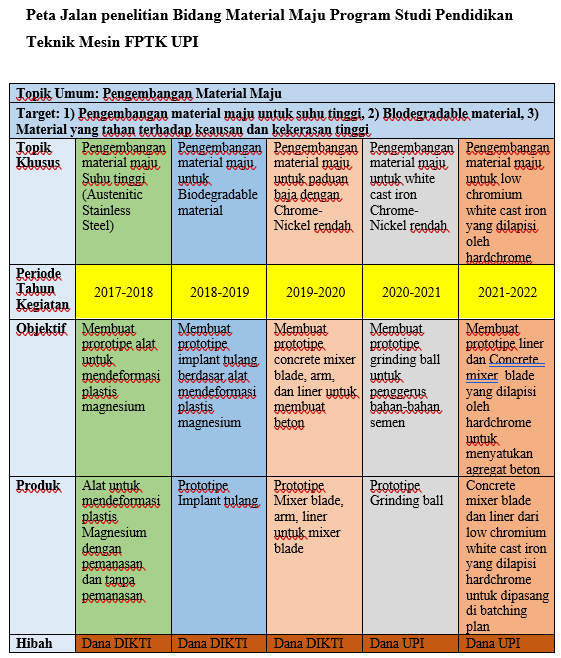 Peta Jalan penelitian Bidang Material Maju Program Studi Pendidikan
Teknik Mesin FPTK UPI
Topik Umum: Pengembangan Material Maju
Target: 1) Pengembangan material maju untuk suhu tinggi, 2) Blodegradable material, 3)
Material yang tahan terhadap keausan dan kekerasan tinggi
Topik
Khusus
Pengembangan
material maju
Suhu tinggi
(Austenitic
Stainless
Steel)
Pengembangan
material maju
untuk
Biodegradable
material
Pengembangan
material maju
untuk paduan
baja dengan
Chrome-
Nickel rendah
Pengembangan
material maju
untuk white
cast iron
Chrome-
Nickel rendah
Pengembangan
material maju
untuk low
chromium
white cast iron
yang dilapisi
oleh
hardchrome
Periode
Tahun
Kegiatan
2017-2018
2018-2019
2019-2020
2020-2021
2021-2022
Objektif
Membuat
prorotipe alat
untuk
mendeformasi
plastis
magnesium
Membuat
prototipe
implant tulang
berdasar alat
mendeformasi
plastis
magnesium
Membuat
prototipe
concrete mixer
blade, arm,
dan liner untuk
membuat
beton
Membuat
prototipe
grinding ball
untuk
penggerus
bahan-bahan
semen
Membuat
prototipe liner
dan Concrete
mixer blade
yang dilapisi
oleh
hardchrome
untuk
menyatukan
agregat beton
Produk
Alat untuk
mendeformasi
plastis
Magnesium
dengan
pemanasan
dan tanpa
pemanasan
Prototipe
Implant tulang
Prototipe
Mixer blade,
arm, liner
untuk mixer
blade
Prototipe
Grinding ball
Concrete
mixer blade
dan liner dari
low chromium
white cast iron
yang dilapisi
hardchrome
untuk dipasang
di batching
plan
Hibah
Dana DIKTI
Dana DIKTI
Dana DIKTI
Dana UPI
Dana UPI